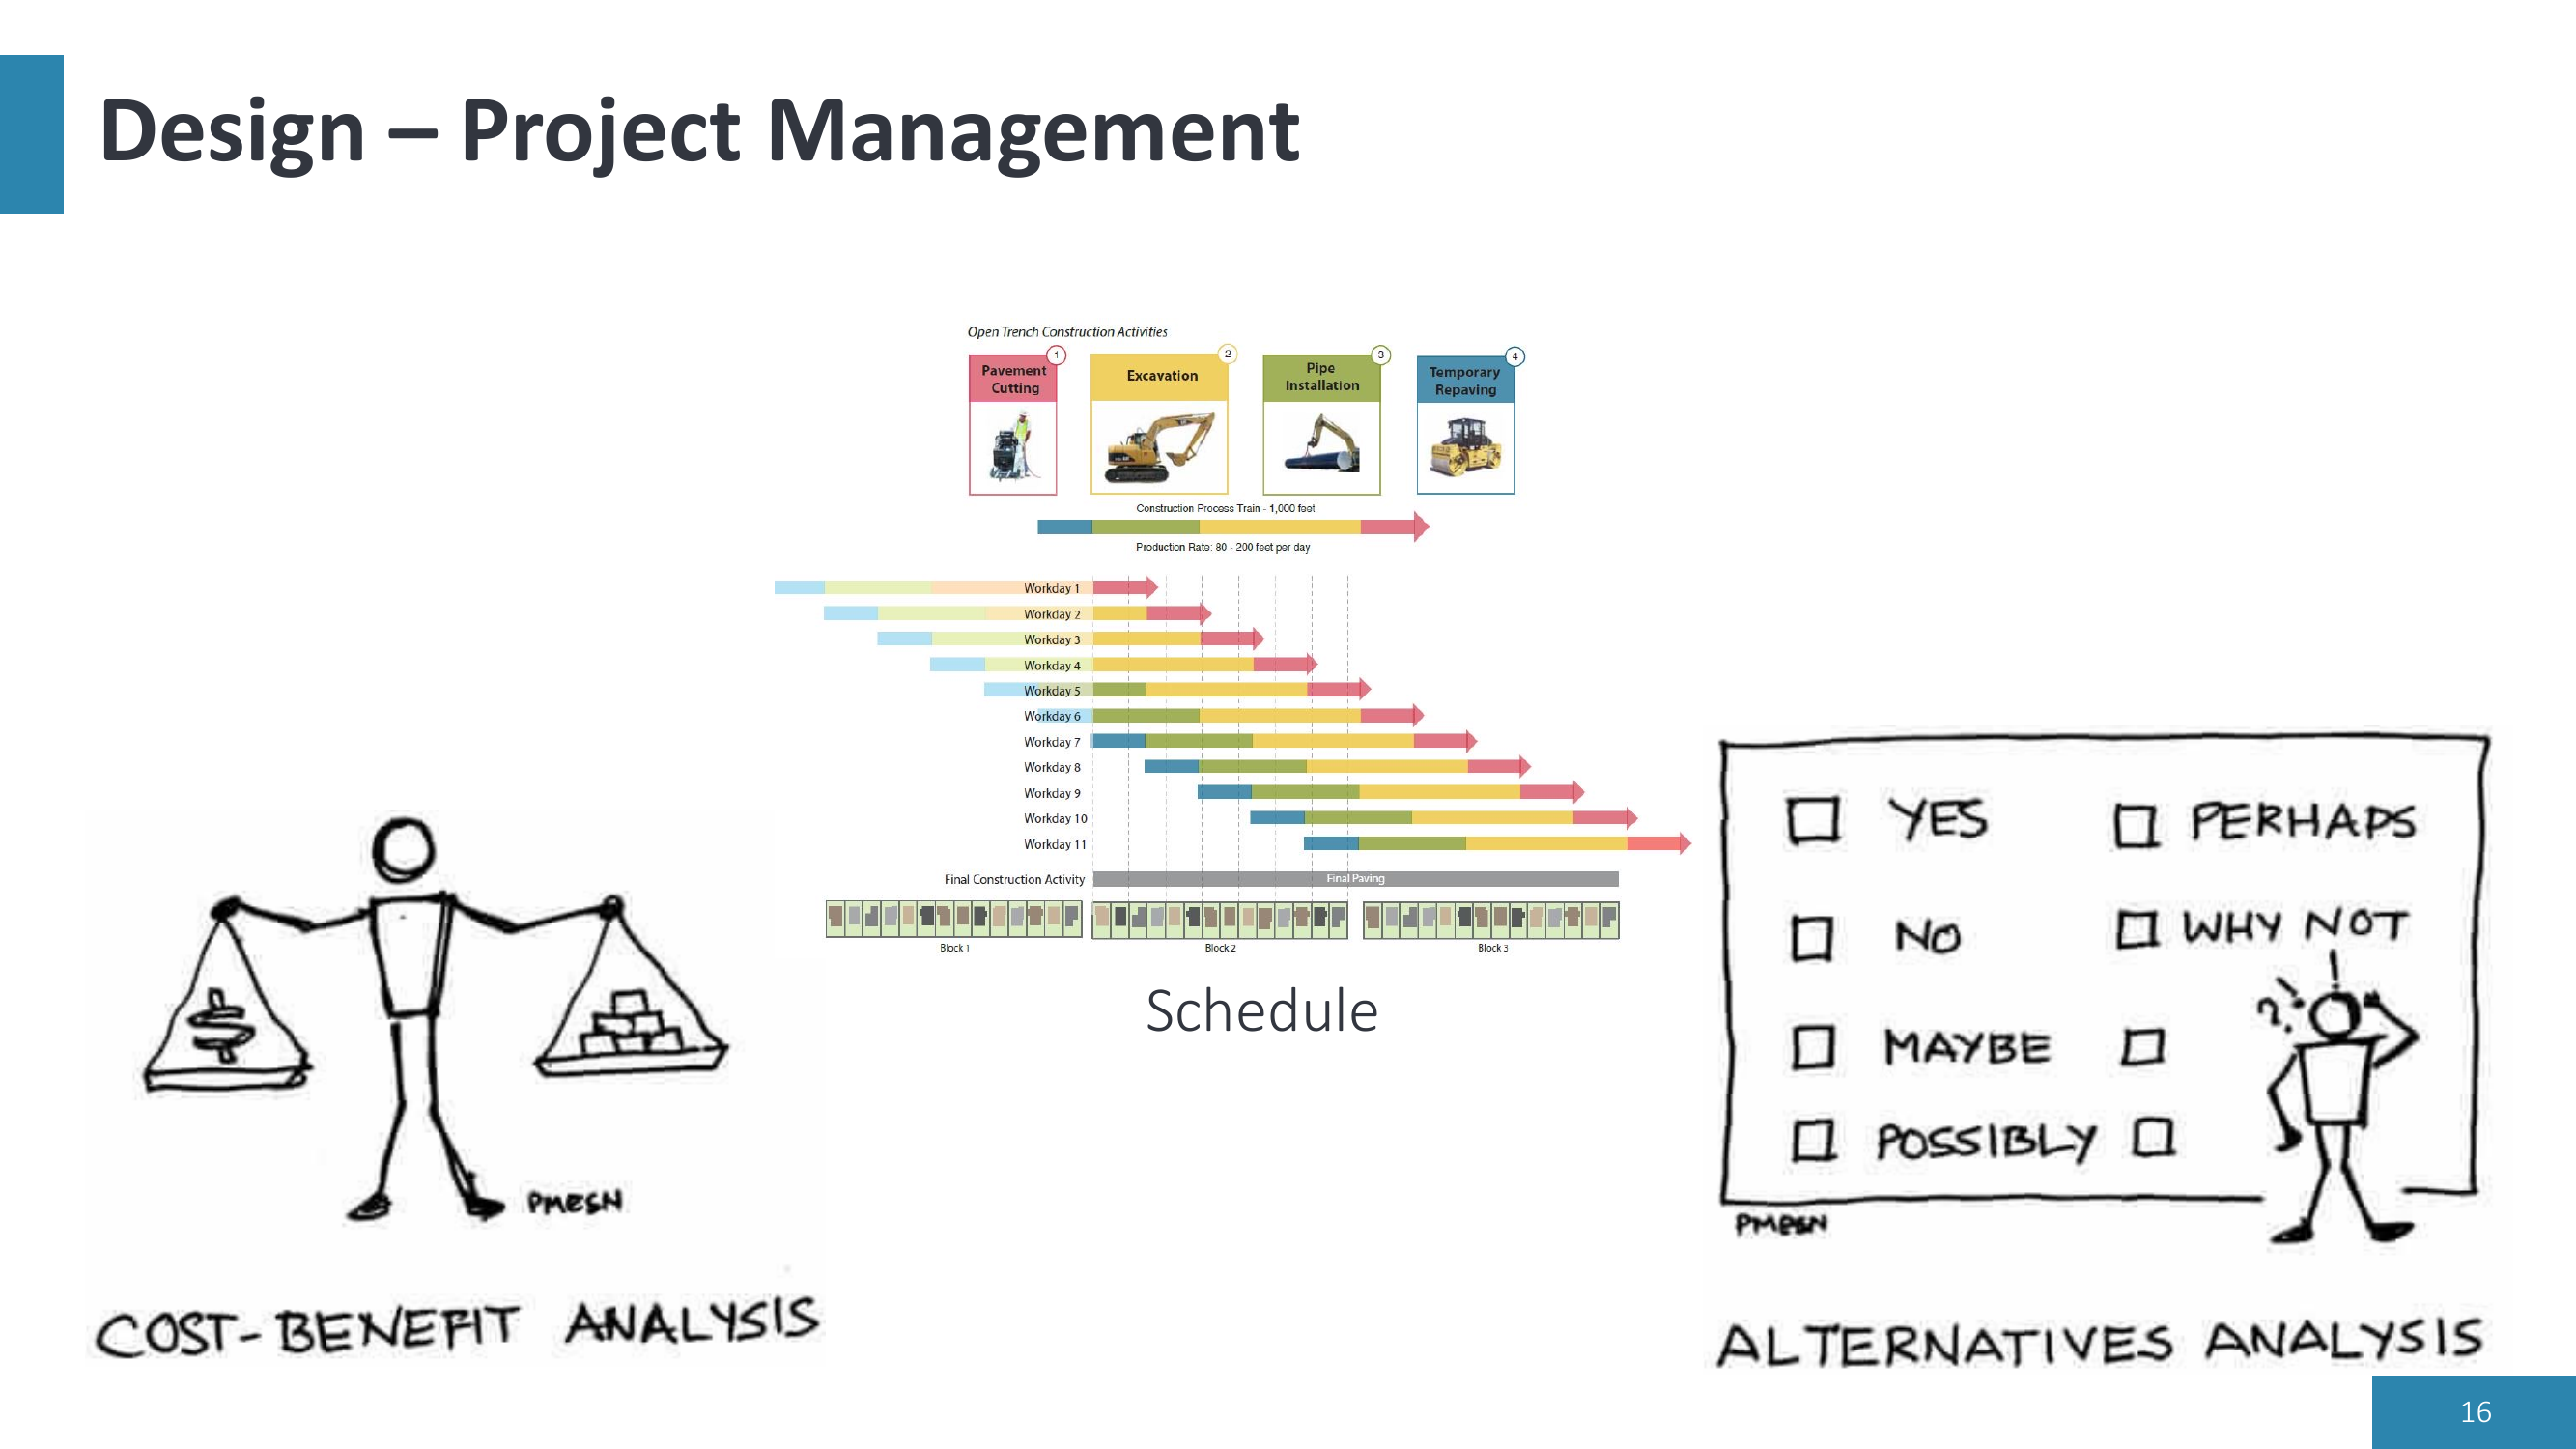 Design – Project Management
Open Trench Construction Activities
1
Pavement
Cutting
2
Excavation
3
Pipe
Installation
4
Temporary
Repaving
Construction Process Train - 1,000 feet
Production Rate: 80 - 200 feet per day
Workday 1
Workday 2
Workday 3
Workday 4
Workday 5
Workday 6
Workday 7
Workday 8
Workday 9
Workday 10
Workday 11
Final Construction Activity
Final Paving
Block 1
Block 2
Block 3
Schedule
$
PMESN
COST-BENEFIT ANALYSIS
YES
PERHAPS
NO
WHY NOT
?!
MAYBE
POSSIBLY
PMESN
ALTERNATIVES ANALYSIS
16